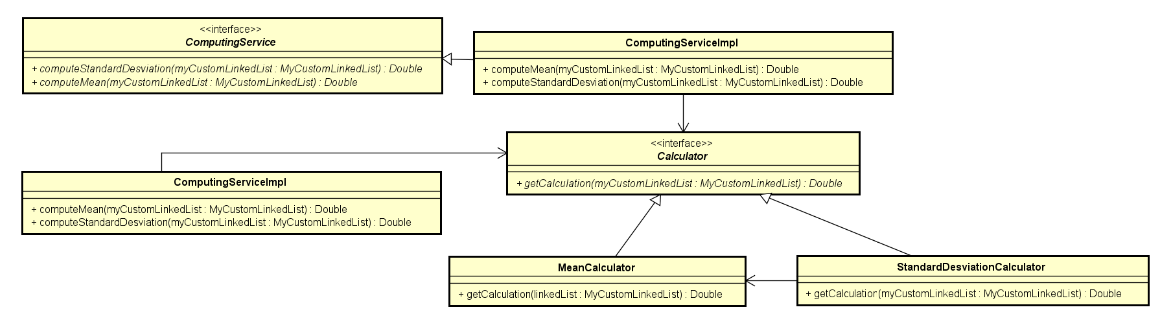 <<interface>>
ComputingService
+ computeStandardDesviation(myCustomLinkedList : MyCustomLinkedList) : Double
+ computeMean(myCustomLinkedList : MyCustomLinkedList) : Double
ComputingServiceImpl
+ computeMean(myCustomLinkedList : MyCustomLinkedList) : Double
+ computeStandardDesviation(myCustomLinkedList : MyCustomLinkedList) : Double
<<interface>>
Calculator
+ getCalculation(myCustomLinkedList : MyCustomLinkedList) : Double
ComputingServiceImpl
+ computeMean(myCustomLinkedList : MyCustomLinkedList) : Double
+ computeStandardDesviation(myCustomLinkedList : MyCustomLinkedList) : Double
MeanCalculator
+ getCalculation(linkedList : MyCustomLinkedList) : Double
StandardDesviationCalculator
+ getCalculation(myCustomLinkedList : MyCustomLinkedList) : Double